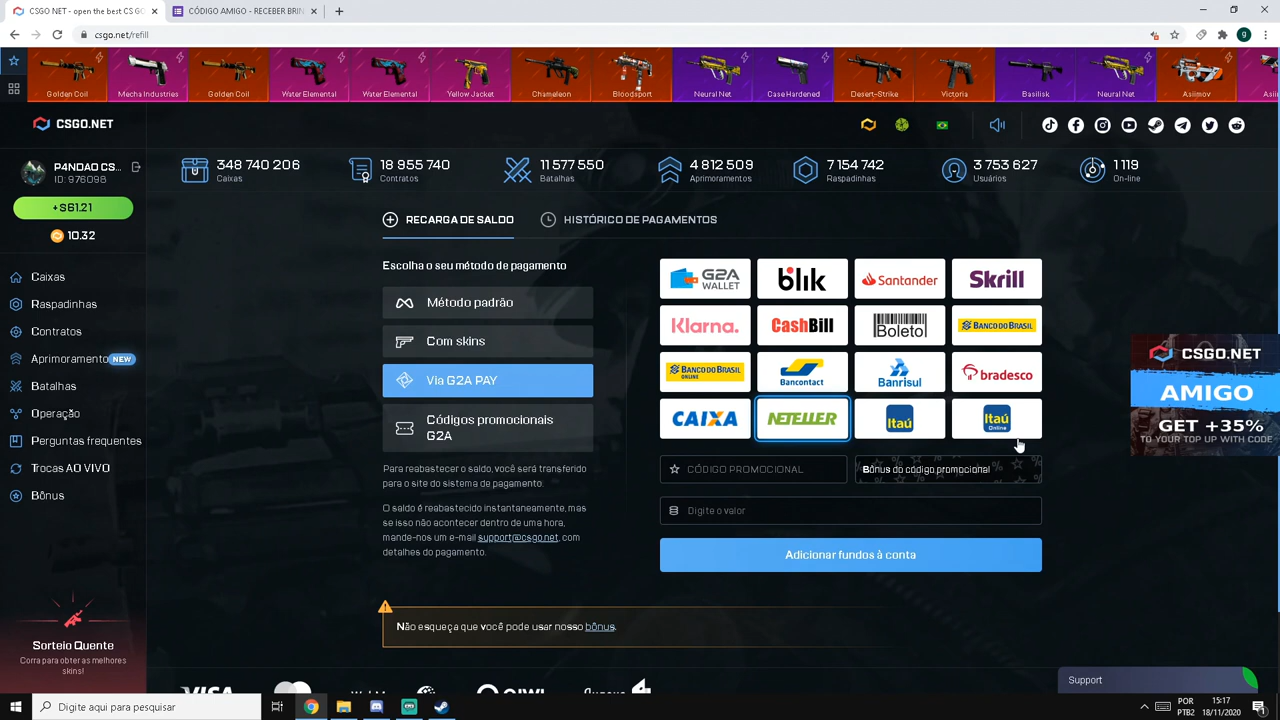 CSGO NET - open the best CS GO
CÓDIGO AMIGO - RECEBER BRIN
csgo.net/refill
g
Golden Coil
Mecha Industries
Golden Coil
Water Elemental
Water Elemental
Yellow Jacket
Chameleon
Bloodsport
Neural Net
Case Hardened
Desert-Strike
Victoria
Basilisk
Neural Net
Asiimov
Asii
CSGO.NET
P4NDAO CS...
ID: 976098
+$61.21
10.32
348 740 206
Caixas
18 955 740
Contratos
11 577 550
Batalhas
4 812 509
Aprimoramentos
7 154 742
Raspadinhas
3 753 627
Usuários
1 119
On-line
Caixas
Raspadinhas
Contratos
Aprimoramento NEW
Batalhas
Operação
Perguntas frequentes
Trocas AO VIVO
Bônus
Sorteio Quente
Corra para obter as melhores
skins!
RECARGA DE SALDO
HISTÓRICO DE PAGAMENTOS
Escolha o seu método de pagamento
Método padrão
Com skins
Via G2A PAY
Códigos promocionais
G2A
Para reabastecer o saldo, você será transferido
para o site do sistema de pagamento.
O saldo é reabastecido instantaneamente, mas
se isso não acontecer dentro de uma hora,
mande-nos um e-mail support@csgo.net, com
detalhes do pagamento.
G2A WALLET
blik
Santander
Skrill
Klarna.
CashBill
Boleto
BANCO DO BRASIL
BANCO DO BRASIL ONLINE
Bancontact
Banrisul
bradesco
CAIXA
NETELLER
Itaú
Itaú Online
CÓDIGO PROMOCIONAL
Bônus do código promocional
Digite o valor
Adicionar fundos à conta
Não esqueça que você pode usar nosso bônus.
CSGO.NET
AMIGO
GET +35%
TO YOUR TOP UP WITH CODE
VISA
QIWI
Support
Digite aqui para pesquisar
POR
PTB2
15:17
18/11/2020
1